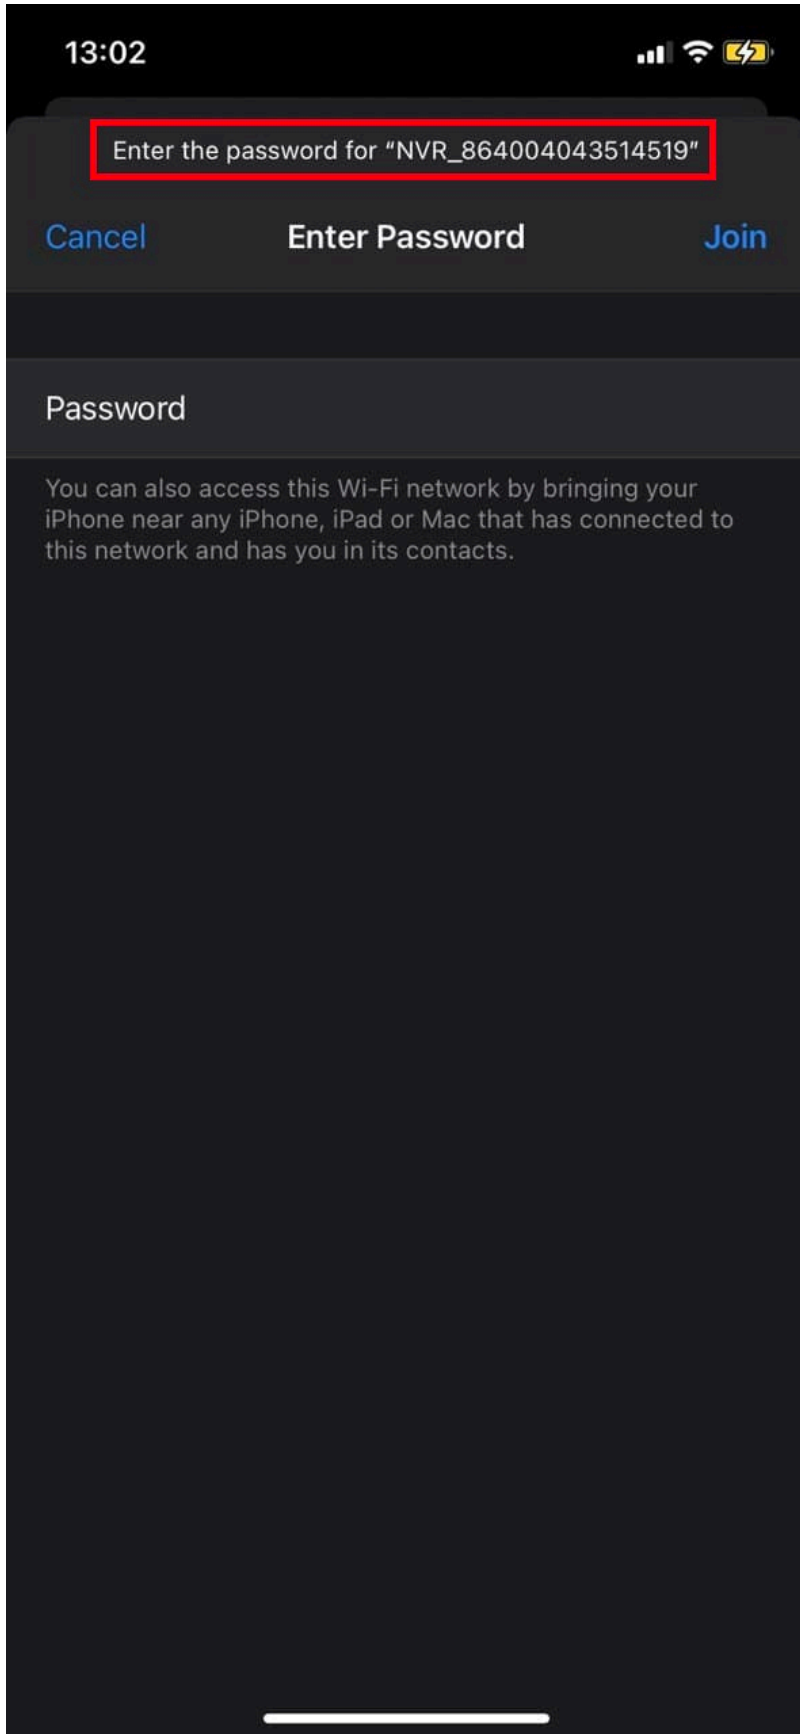 13:02
Enter the password for “NVR_864004043514519”
Cancel Enter Password Join
Password
You can also access this Wi-Fi network by bringing your
iPhone near any iPhone, iPad or Mac that has connected to
this network and has you in its contacts.